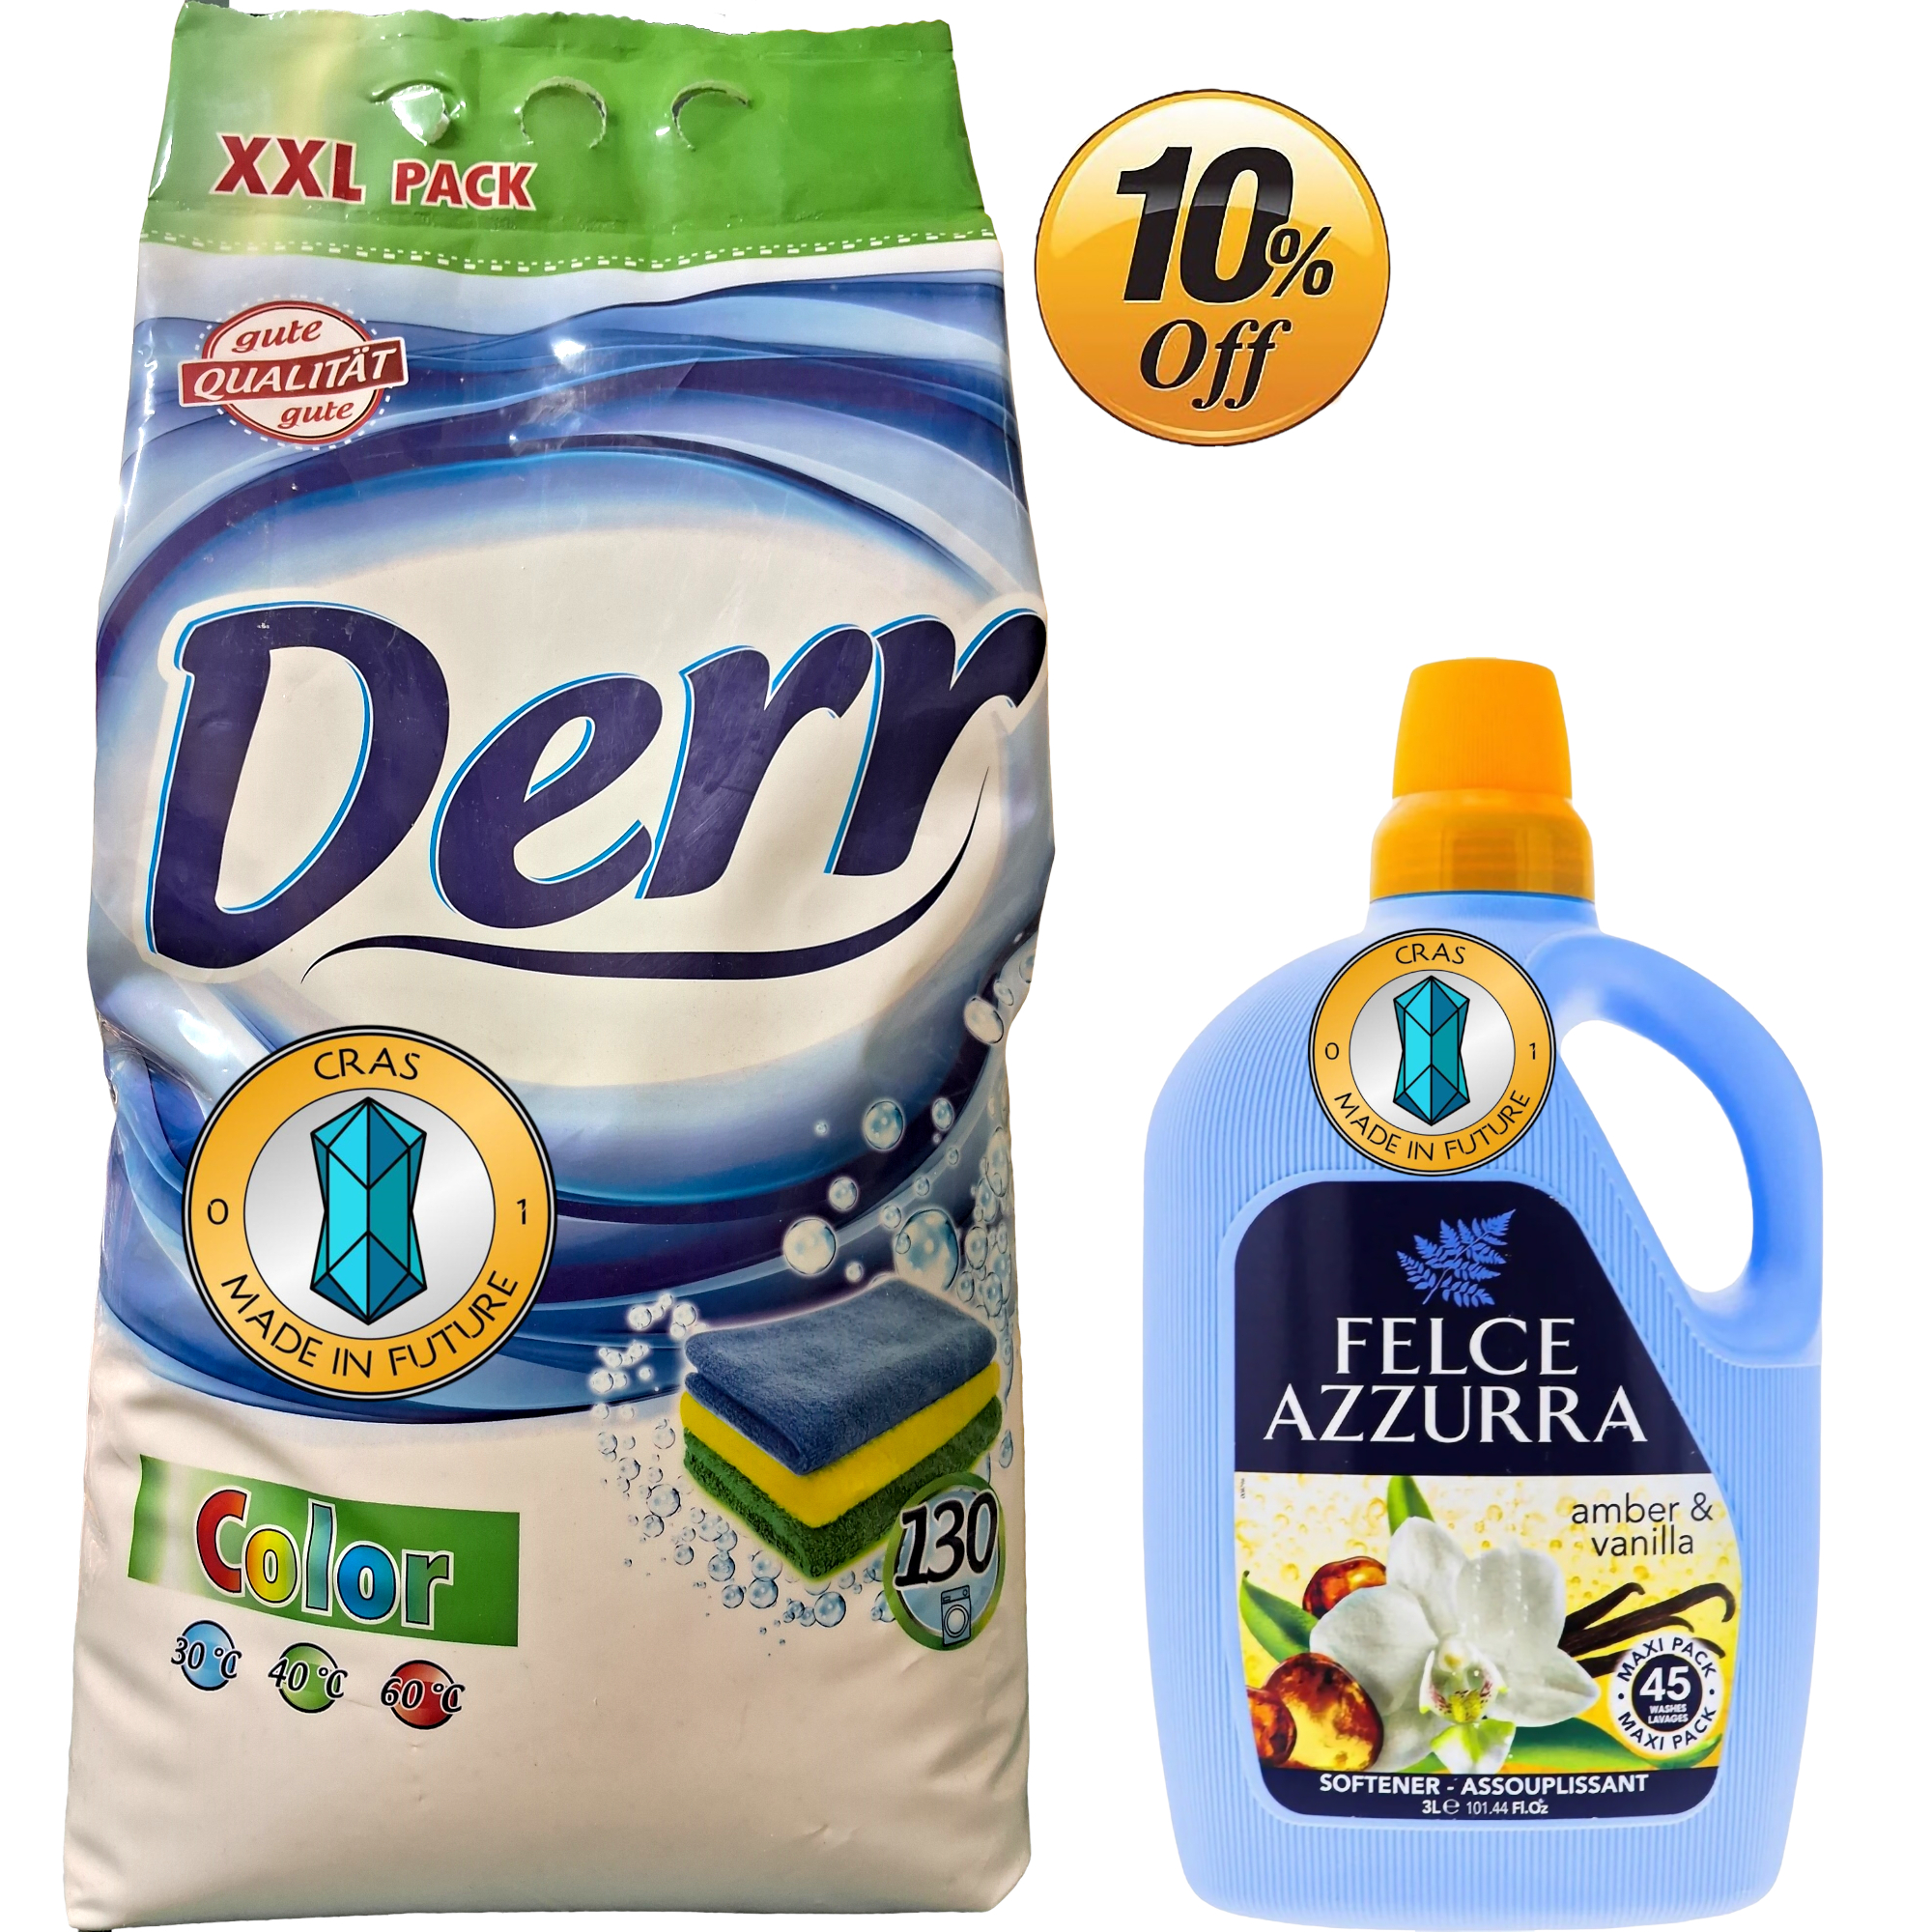 XXL PACK
gute
QUALITÄT
gute
10%
Off
Derr
CRAS
0 1
MADE IN FUTURE
Color
130
30 °C 40 °C 60 °C
CRAS
0 1
MADE IN FUTURE
FELCE
AZZURRA
amber &
vanilla
MAXI PACK
45
WASHES
LAVAGES
MAXI PACK
SOFTENER - ASSOUPLISSANT
3L e 101.44 Fl.Oz